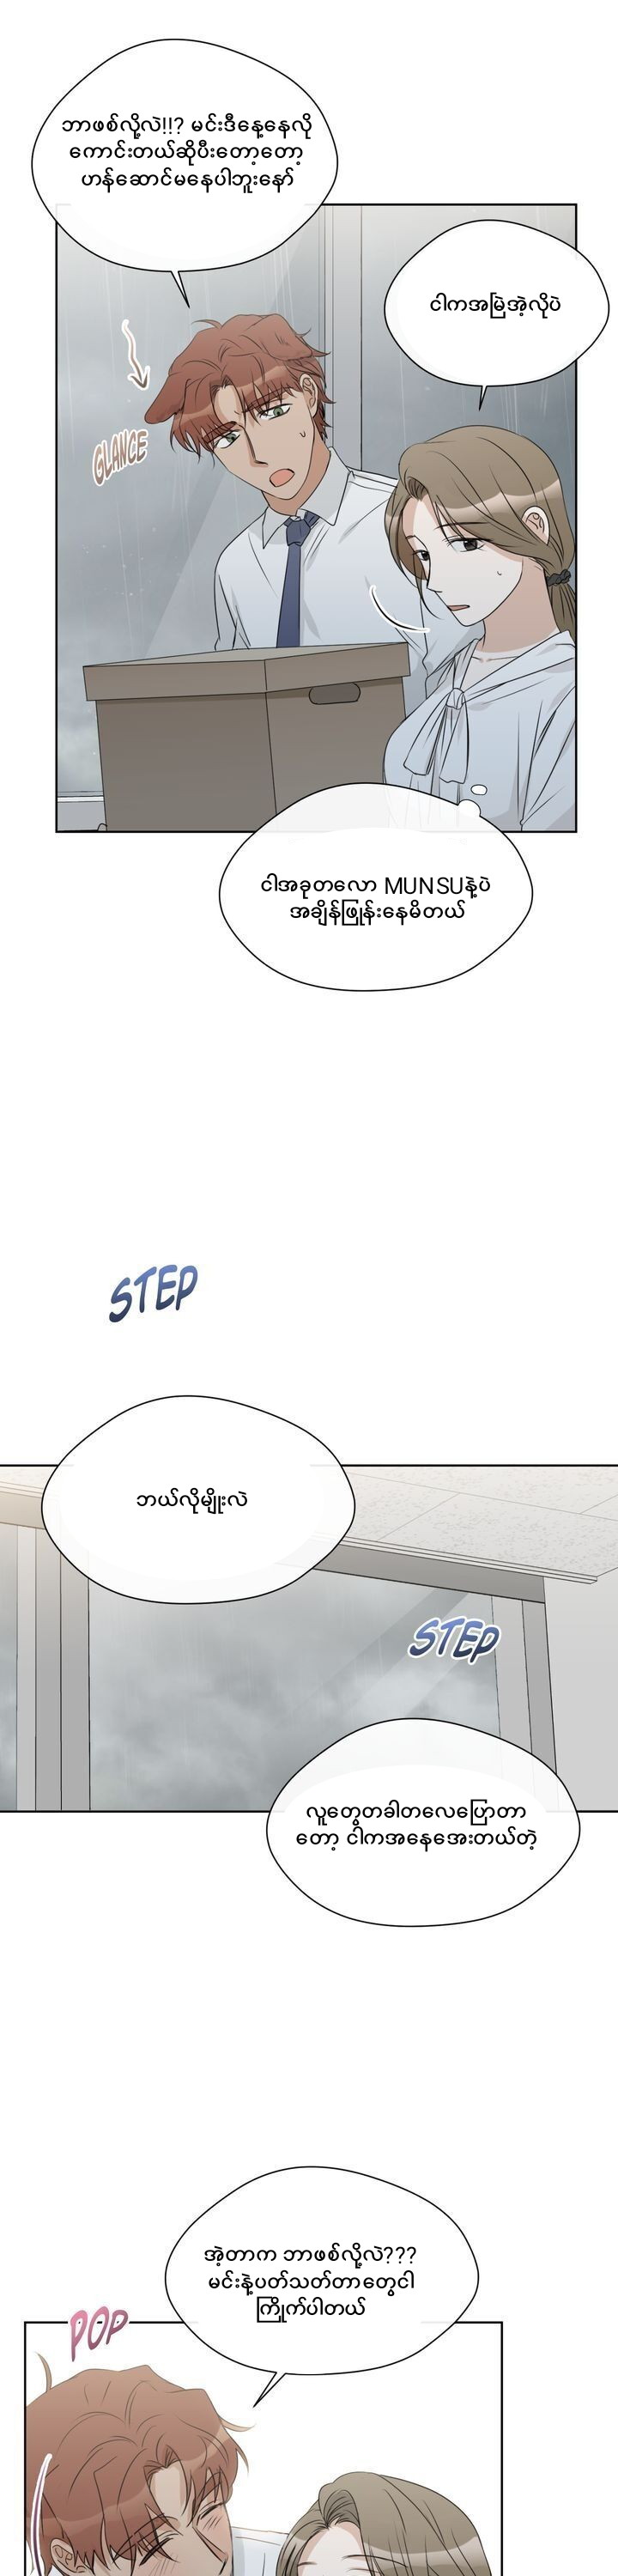 ဘာဖစ်လို့လဲ!!? မင်းဒီနေ့နေလို
ကောင်းတယ်ဆိုပီးတော့တော့
ဟန်ဆောင်မနေပါဘူးနော်
ငါကအမြဲအဲ့လိုပဲ
GLANCE
ငါအခုတလော MUNSUနဲ့ပဲ
အချိန်ဖြုန်းနေမိတယ်
STEP
ဘယ်လိုမျိုးလဲ
STEP
လူတွေတခါတလေပြောတာ
တော့ ငါကအနေအေးတယ်တဲ့
အဲ့တာက ဘာဖစ်လို့လဲ???
မင်းနဲ့ပတ်သတ်တာတွေငါ
ကြိုက်ပါတယ်
POP